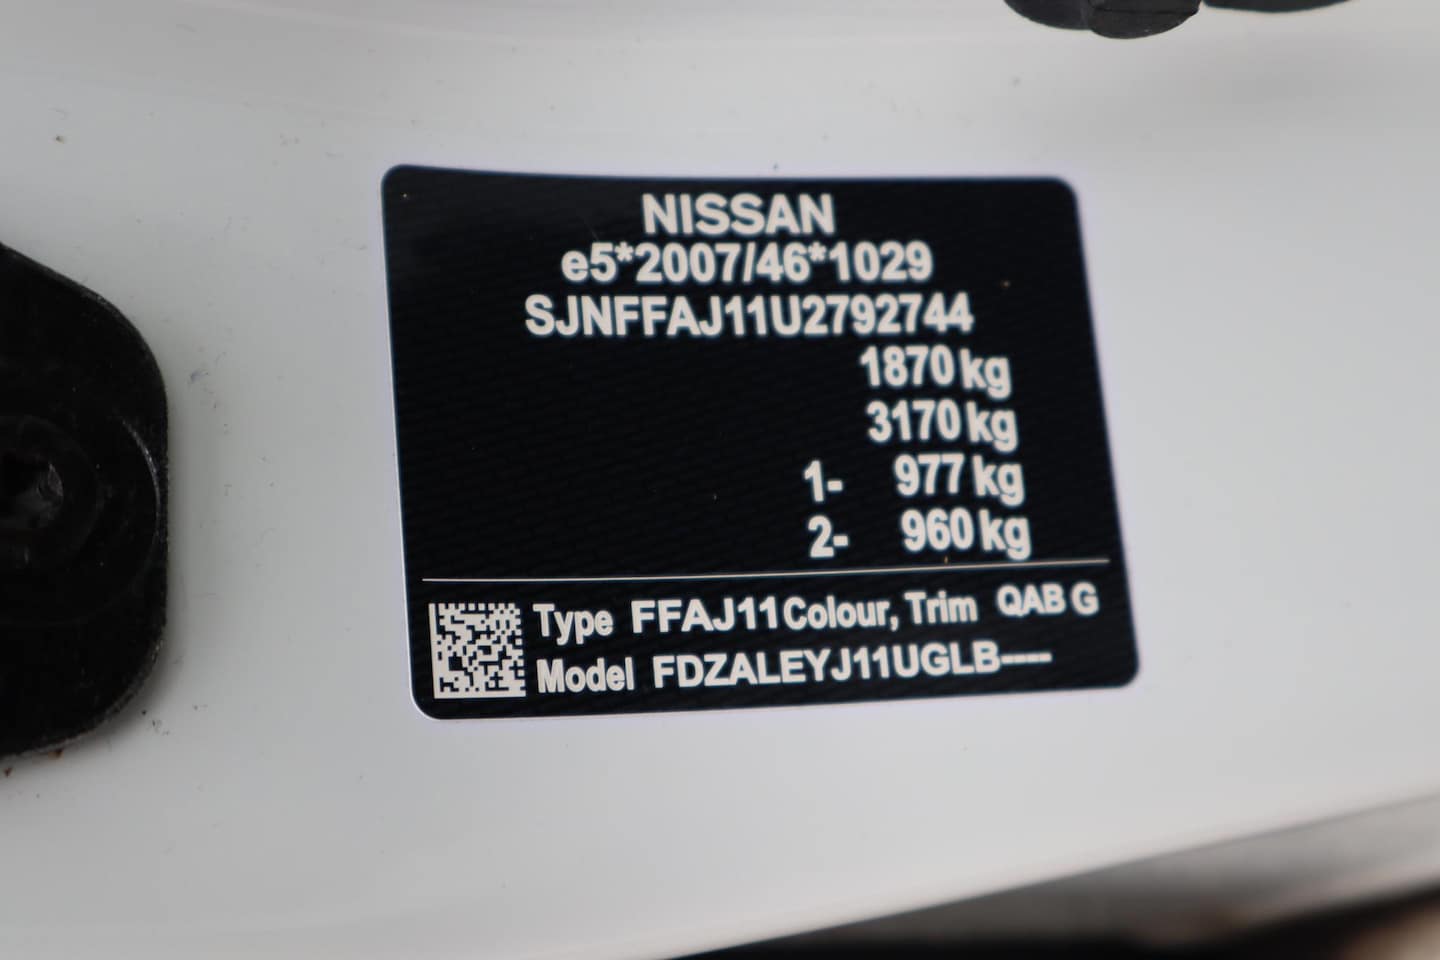 NISSAN
e5*2007/46*1029
SJNFFAJ11U2792744
1870 kg
3170 kg
1- 977 kg
2- 960 kg
Type FFAJ11 Colour, Trim QAB G
Model FDZALEYJ11UGLB----